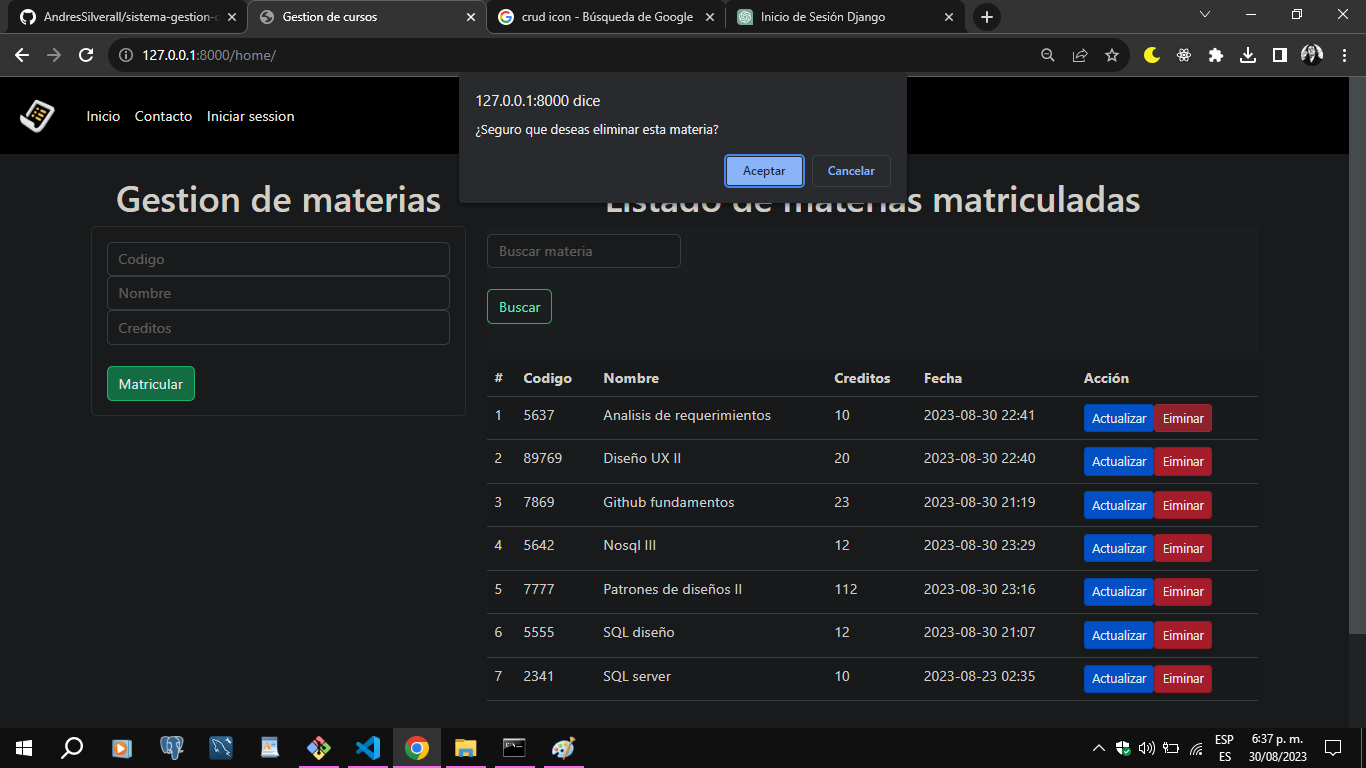 AndresSilverall/sistema-gestion-c
Gestion de cursos
crud icon - Búsqueda de Google
Inicio de Sesión Django
127.0.0.1:8000/home/
Inicio Contacto Iniciar session
127.0.0.1:8000 dice
¿Seguro que deseas eliminar esta materia?
Aceptar Cancelar
Gestion de materias
Codigo
Nombre
Creditos
Matricular
Listado de materias matriculadas
Buscar materia
Buscar
# Codigo Nombre Creditos Fecha Acción
1 5637 Analisis de requerimientos 10 2023-08-30 22:41 Actualizar Eiminar
2 89769 Diseño UX II 20 2023-08-30 22:40 Actualizar Eiminar
3 7869 Github fundamentos 23 2023-08-30 21:19 Actualizar Eiminar
4 5642 Nosql III 12 2023-08-30 23:29 Actualizar Eiminar
5 7777 Patrones de diseños II 112 2023-08-30 23:16 Actualizar Eiminar
6 5555 SQL diseño 12 2023-08-30 21:07 Actualizar Eiminar
7 2341 SQL server 10 2023-08-23 02:35 Actualizar Eiminar
ESP 6:37 p. m.
ES 30/08/2023